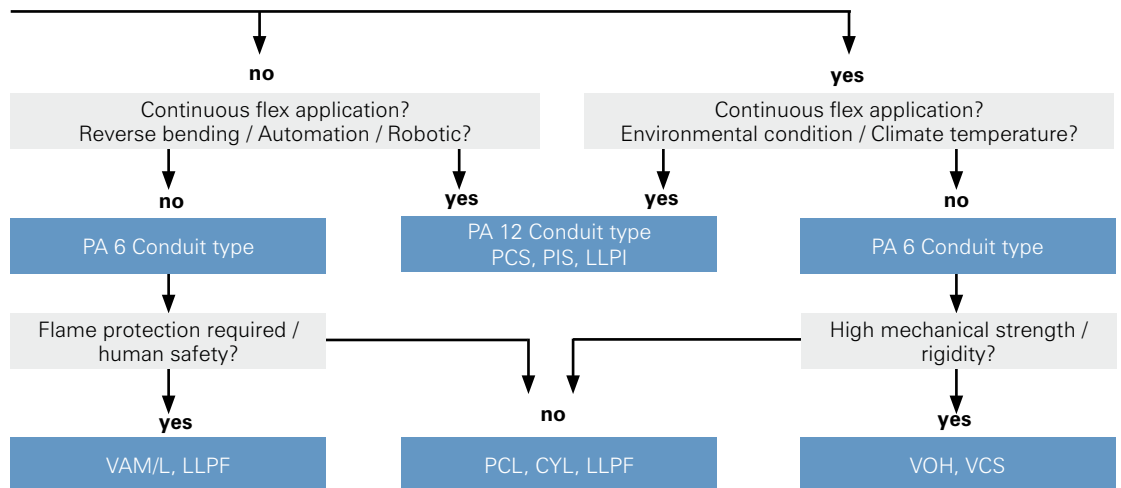 no
yes
Continuous flex application?
Reverse bending / Automation / Robotic?
Continuous flex application?
Environmental condition / Climate temperature?
no
yes
yes
no
PA 6 Conduit type
PA 12 Conduit type
PCS, PIS, LLPI
PA 6 Conduit type
Flame protection required /
human safety?
High mechanical strength /
rigidity?
yes
no
yes
VAM/L, LLPF
PCL, CYL, LLPF
VOH, VCS